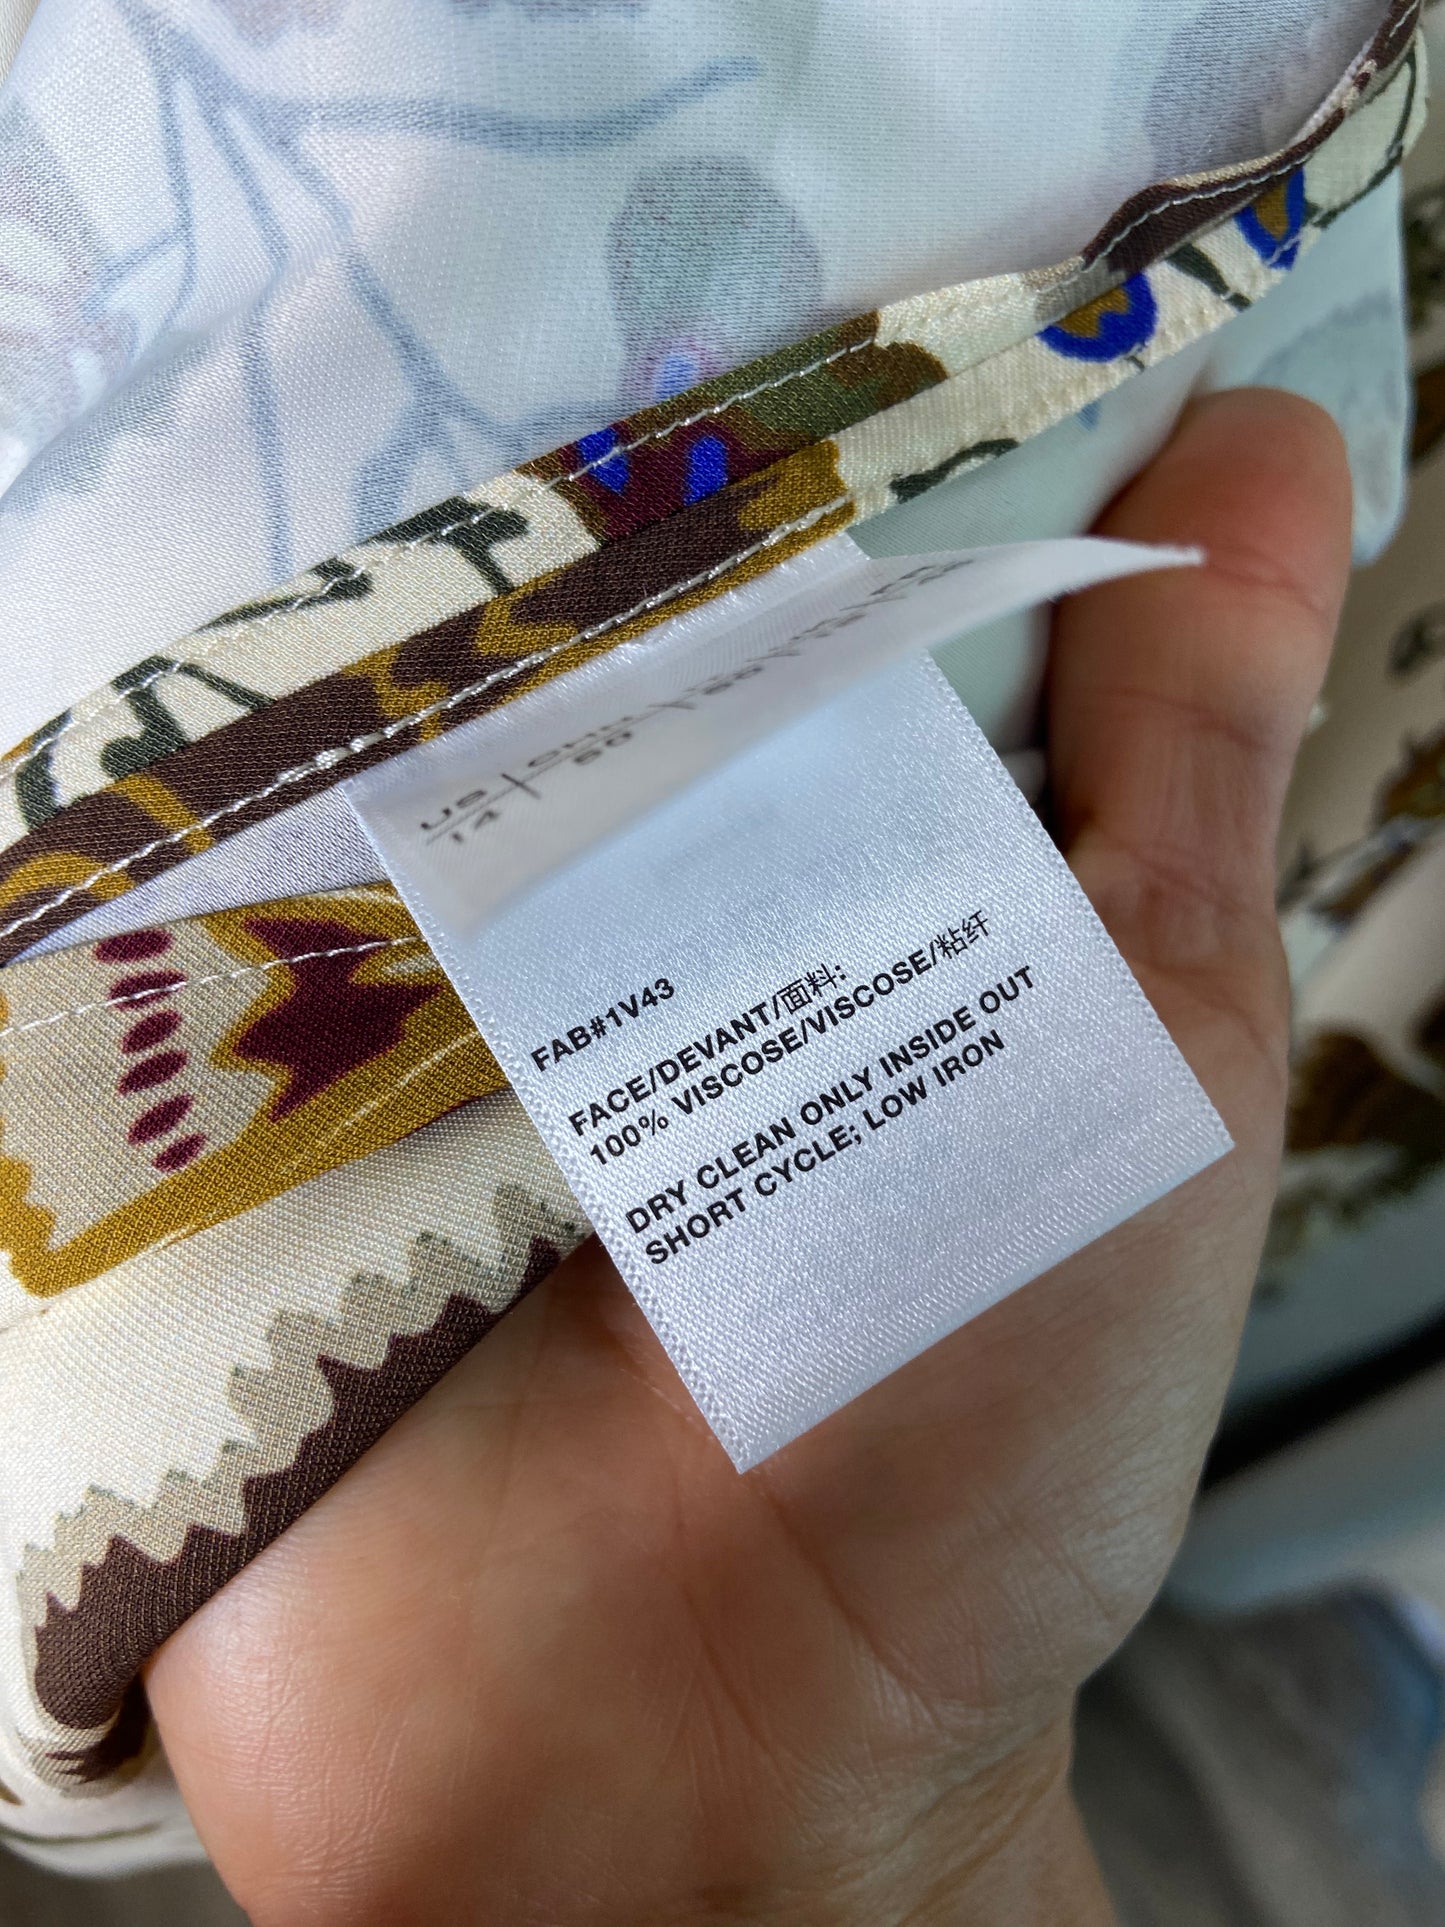 US
14
FAB#1V43
FACE/DEVANT/面料:
100% VISCOSE/VISCOSE/VISCOSE/粘纤
DRY CLEAN ONLY INSIDE OUT
SHORT CYCLE; LOW IRON